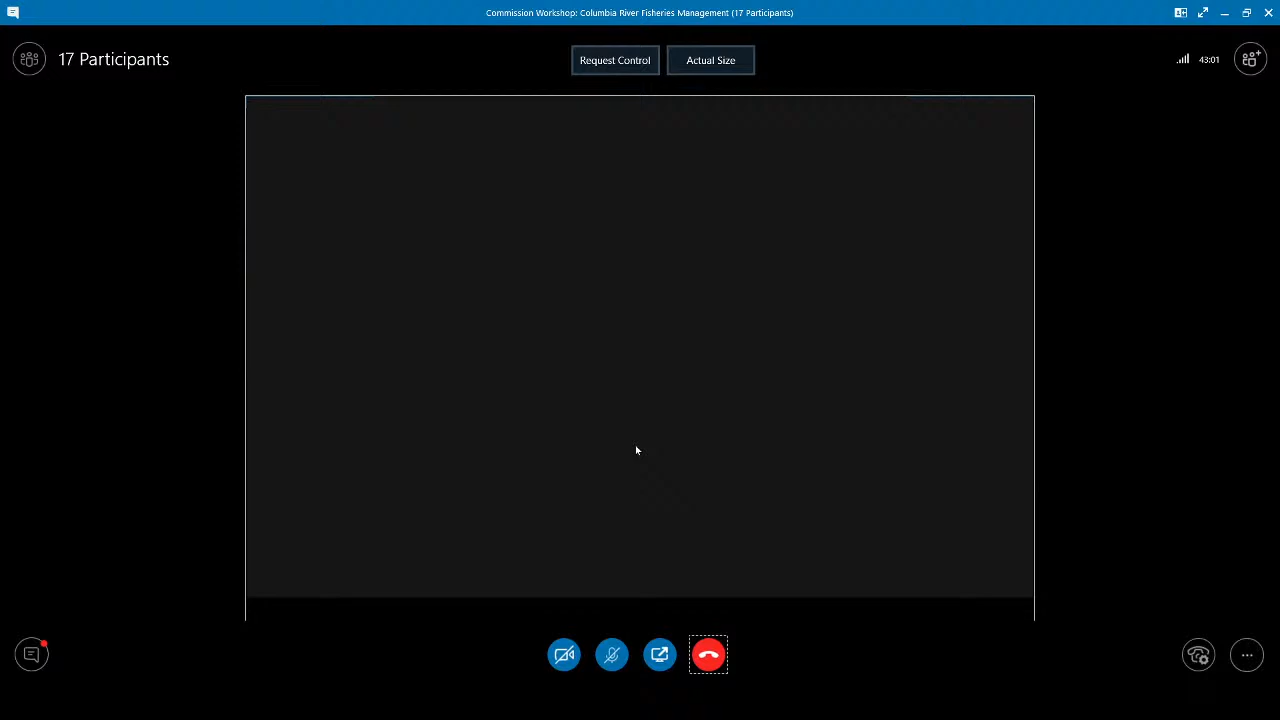 Commission Workshop: Columbia River Fisheries Management (17 Participants)
17 Participants
Request Control
Actual Size
43:01